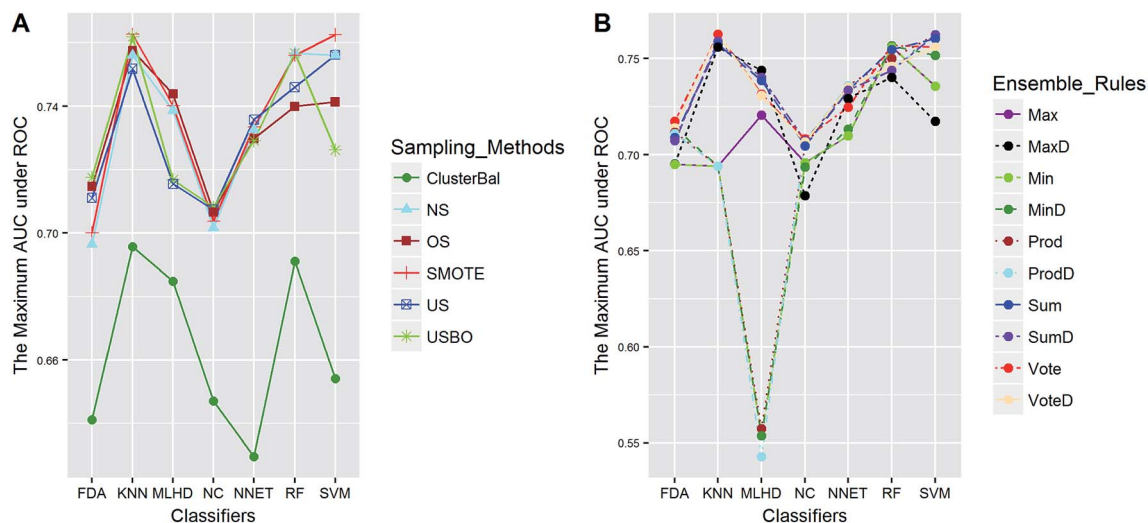 A
The Maximum AUC under ROC
0.74
0.70
0.66
FDA KNN MLHD NC NNET RF SVM
Classifiers
Sampling_Methods
ClusterBal
NS
OS
SMOTE
US
USBO
B
The Maximum AUC under ROC
0.75
0.70
0.65
0.60
0.55
FDA KNN MLHD NC NNET RF SVM
Classifiers
Ensemble_Rules
Max
MaxD
Min
MinD
Prod
ProdD
Sum
SumD
Vote
VoteD